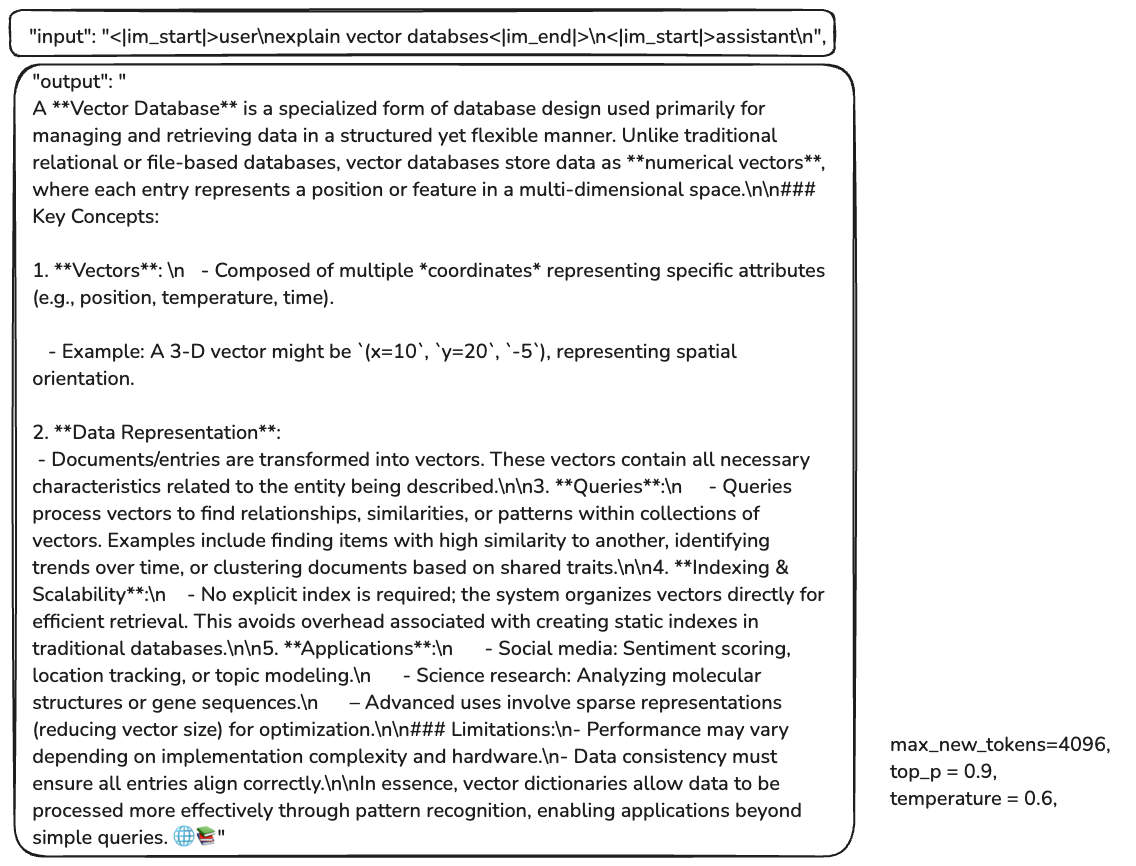 "input": "<|im_start|>user\nexplain vector databses<|im_end|>\n<|im_start|>assistant\n",
"output": "
A **Vector Database** is a specialized form of database design used primarily for
managing and retrieving data in a structured yet flexible manner. Unlike traditional
relational or file-based databases, vector databases store data as **numerical vectors**,
where each entry represents a position or feature in a multi-dimensional space.\n\n###
Key Concepts:
1. **Vectors**: \n   - Composed of multiple *coordinates* representing specific attributes
(e.g., position, temperature, time).
- Example: A 3-D vector might be `(x=10`, `y=20`, `-5`), representing spatial
orientation.
2. **Data Representation**:
- Documents/entries are transformed into vectors. These vectors contain all necessary
characteristics related to the entity being described.\n\n3. **Queries**:\n     - Queries
process vectors to find relationships, similarities, or patterns within collections of
vectors. Examples include finding items with high similarity to another, identifying
trends over time, or clustering documents based on shared traits.\n\n4. **Indexing &
Scalability**:\n    - No explicit index is required; the system organizes vectors directly for
efficient retrieval. This avoids overhead associated with creating static indexes in
traditional databases.\n\n5. **Applications**:\n      - Social media: Sentiment scoring,
location tracking, or topic modeling.\n      - Science research: Analyzing molecular
structures or gene sequences.\n      – Advanced uses involve sparse representations
(reducing vector size) for optimization.\n\n### Limitations:\n- Performance may vary
depending on implementation complexity and hardware.\n- Data consistency must
ensure all entries align correctly.\n\nIn essence, vector dictionaries allow data to be
processed more effectively through pattern recognition, enabling applications beyond
simple queries. 🌐📚"
max_new_tokens=4096,
top_p = 0.9,
temperature = 0.6,